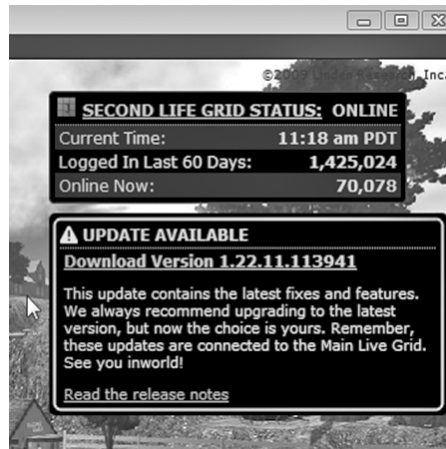 ©2009 Linden Research, Inc.
SECOND LIFE GRID STATUS: ONLINE
Current Time: 11:18 am PDT
Logged In Last 60 Days: 1,425,024
Online Now: 70,078
UPDATE AVAILABLE
Download Version 1.22.11.113941
This update contains the latest fixes and features.
We always recommend upgrading to the latest
version, but now the choice is yours. Remember,
these updates are connected to the Main Live Grid.
See you inworld!
Read the release notes